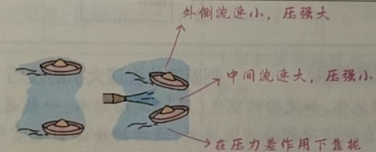 外侧流速小，压强大
中间流速大，压强小
在压力差作用下靠拢